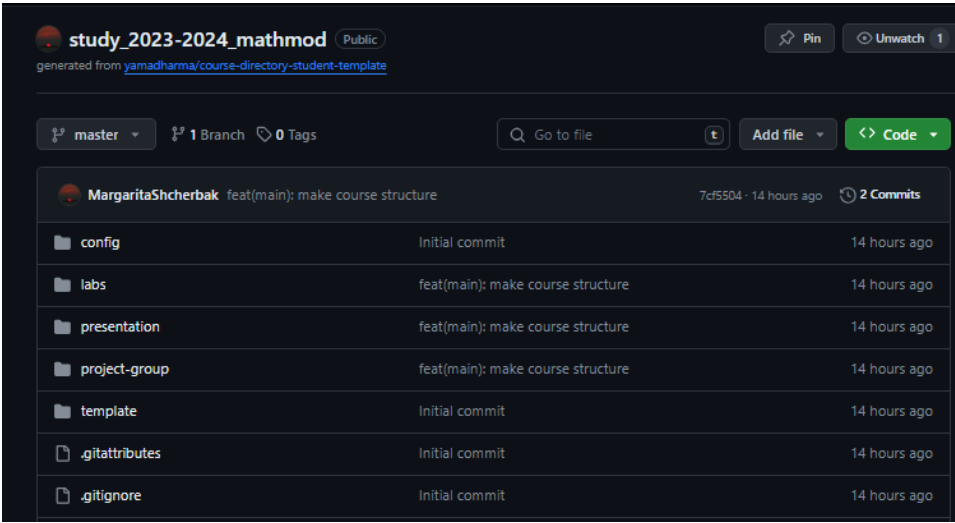 study_2023-2024_mathmod Public Pin Unwatch 1
generated from yamadharma/course-directory-student-template
master 1 Branch 0 Tags Go to file t Add file Code
MargaritaShcherbak feat(main): make course structure 7cf5504 · 14 hours ago 2 Commits
config Initial commit 14 hours ago
labs feat(main): make course structure 14 hours ago
presentation feat(main): make course structure 14 hours ago
project-group feat(main): make course structure 14 hours ago
template Initial commit 14 hours ago
.gitattributes Initial commit 14 hours ago
.gitignore Initial commit 14 hours ago